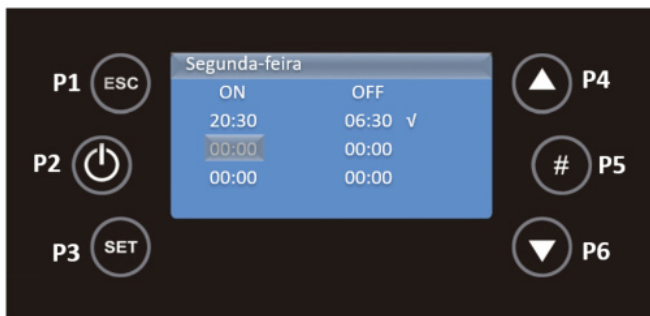 Segunda-feira
P1 ESC
P4
ON OFF
20:30 06:30 √
P2
00:00 00:00
# P5
00:00 00:00
P3 SET
P6